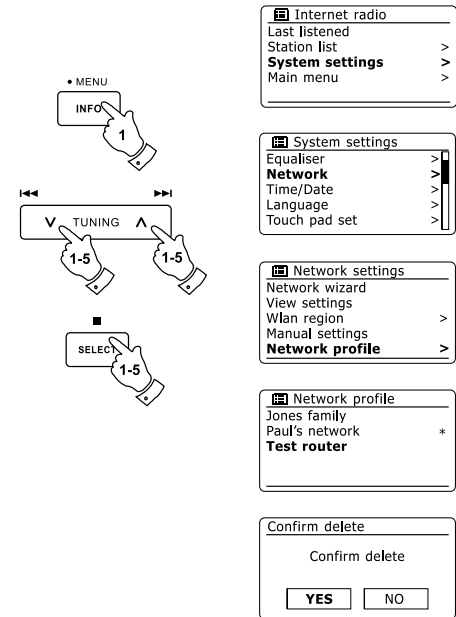 • MENU
INFO
1
TUNING
1-5
1-5
SELECT
1-5
Internet radio
Last listened
Station list >
System settings >
Main menu >
System settings
Equaliser >
Network >
Time/Date >
Language >
Touch pad set >
Network settings
Network wizard
View settings
Wlan region >
Manual settings
Network profile >
Network profile
Jones family
Paul's network *
Test router
Confirm delete
Confirm delete
YES NO